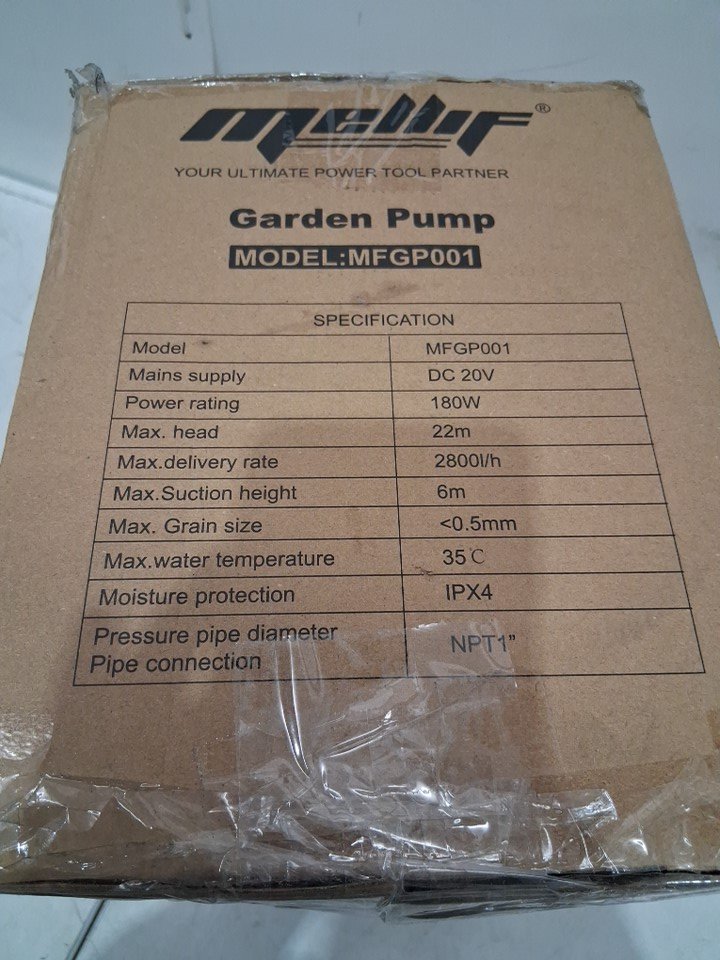 mellif®
YOUR ULTIMATE POWER TOOL PARTNER
Garden Pump
MODEL:MFGP001
SPECIFICATION
Model MFGP001
Mains supply DC 20V
Power rating 180W
Max. head 22m
Max.delivery rate 2800l/h
Max.Suction height 6m
Max. Grain size <0.5mm
Max.water temperature 35℃
Moisture protection IPX4
Pressure pipe diameter
Pipe connection NPT1”